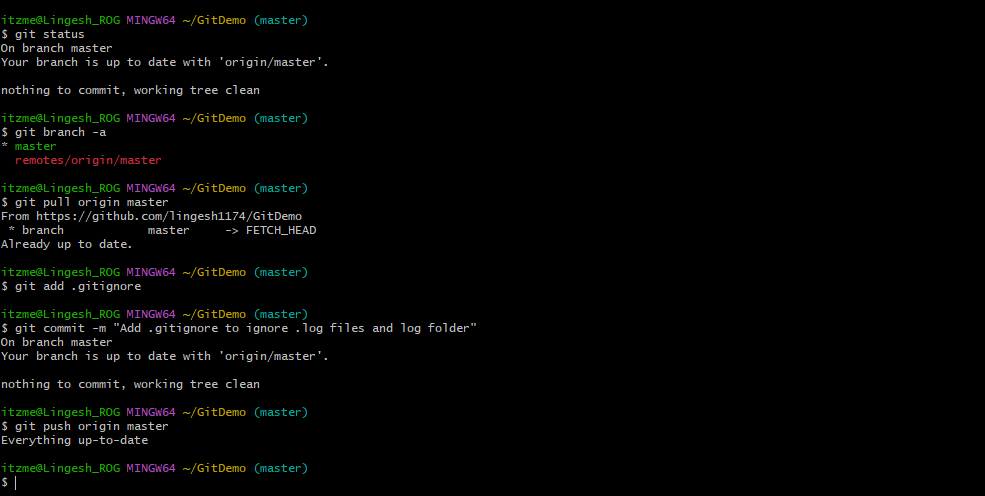 itzme@Lingesh_ROG MINGW64 ~/GitDemo (master)
$ git status
On branch master
Your branch is up to date with 'origin/master'.
nothing to commit, working tree clean
itzme@Lingesh_ROG MINGW64 ~/GitDemo (master)
$ git branch -a
* master
  remotes/origin/master
itzme@Lingesh_ROG MINGW64 ~/GitDemo (master)
$ git pull origin master
From https://github.com/lingesh1174/GitDemo
 * branch            master     -> FETCH_HEAD
Already up to date.
itzme@Lingesh_ROG MINGW64 ~/GitDemo (master)
$ git add .gitignore
itzme@Lingesh_ROG MINGW64 ~/GitDemo (master)
$ git commit -m "Add .gitignore to ignore .log files and log folder"
On branch master
Your branch is up to date with 'origin/master'.
nothing to commit, working tree clean
itzme@Lingesh_ROG MINGW64 ~/GitDemo (master)
$ git push origin master
Everything up-to-date
itzme@Lingesh_ROG MINGW64 ~/GitDemo (master)
$